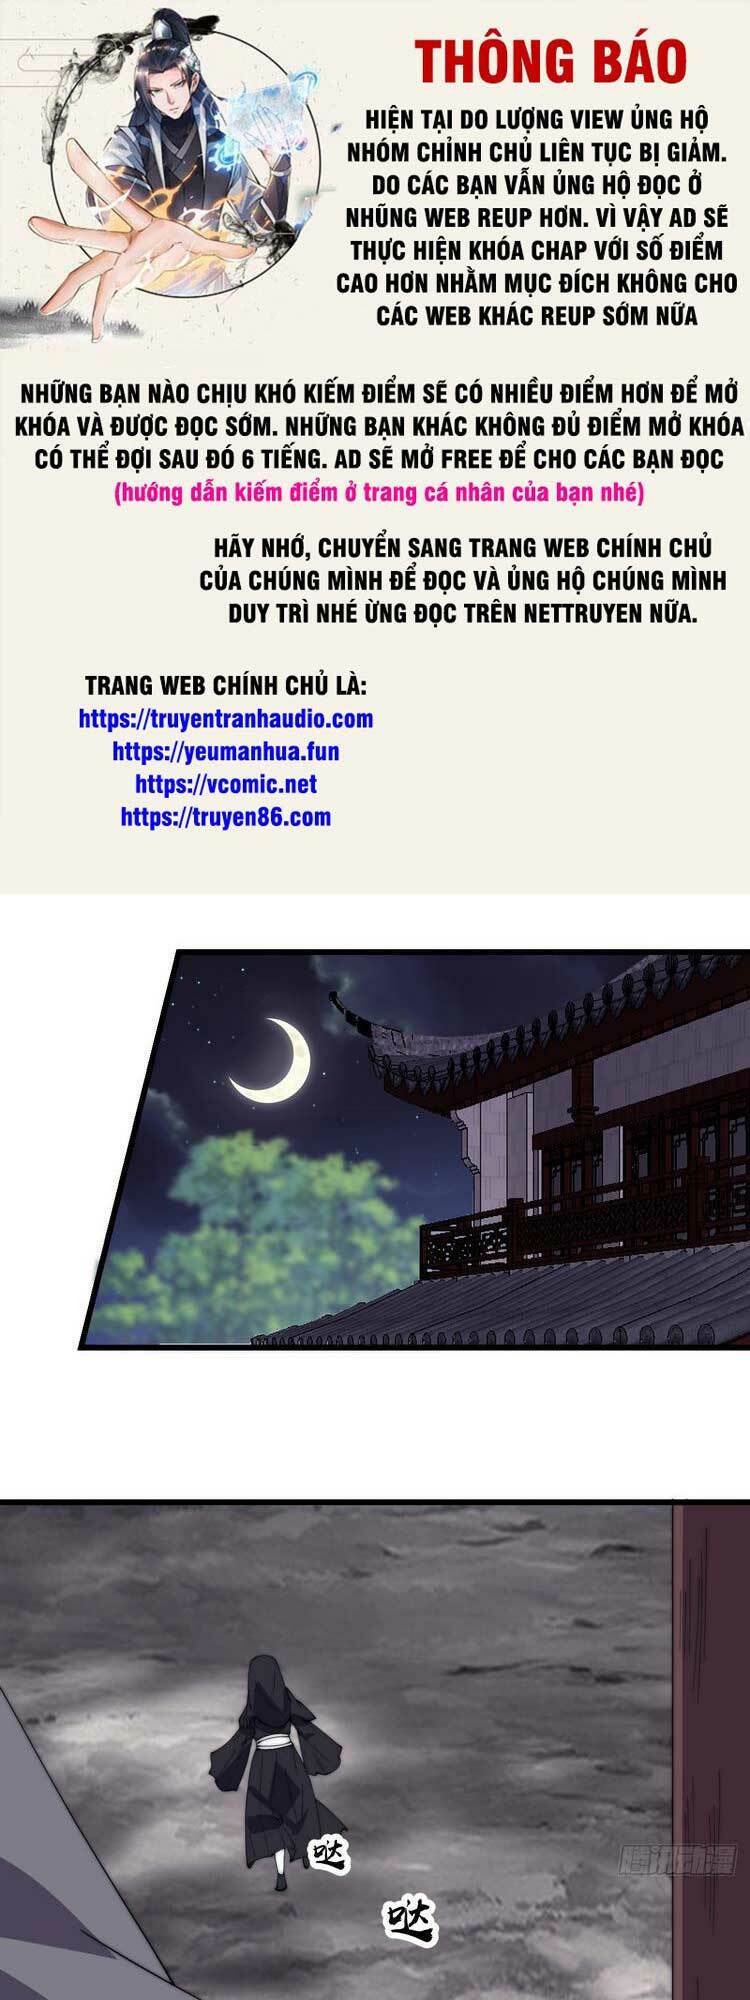 THÔNG BÁO
HIỆN TẠI DO LƯỢNG VIEW ỦNG HỘ
NHÓM CHỈNH CHỦ LIÊN TỤC BỊ GIẢM.
DO CÁC BẠN VẪN ỦNG HỘ ĐỌC Ở
NHŨNG WEB REUP HƠN. VÌ VẬY AD SẼ
THỰC HIỆN KHÓA CHAP VỚI SỐ ĐIỂM
CAO HƠN NHẰM MỤC ĐÍCH KHÔNG CHO
CÁC WEB KHÁC REUP SỚM NỮA
NHỮNG BẠN NÀO CHỊU KHÓ KIẾM ĐIỂM SẼ CÓ NHIỀU ĐIỂM HƠN ĐỂ MỞ
KHÓA VÀ ĐƯỢC ĐỌC SỚM. NHỮNG BẠN KHÁC KHÔNG ĐỦ ĐIỂM MỞ KHÓA
CÓ THỂ ĐỢI SAU ĐÓ 6 TIẾNG. AD SẼ MỞ FREE ĐỂ CHO CÁC BẠN ĐỌC
(hướng dẫn kiếm điểm ở trang cá nhân của bạn nhé)
HÃY NHỚ, CHUYỂN SANG TRANG WEB CHÍNH CHỦ
CỦA CHÚNG MÌNH ĐỂ ĐỌC VÀ ỦNG HỘ CHÚNG MÌNH
DUY TRÌ NHÉ ỪNG ĐỌC TRÊN NETTRUYEN NỮA.
TRANG WEB CHÍNH CHỦ LÀ:
https://truyentranhaudio.com
https://yeumanhua.fun
https://vcomic.net
https://truyen86.com
哒
哒
腾讯动漫